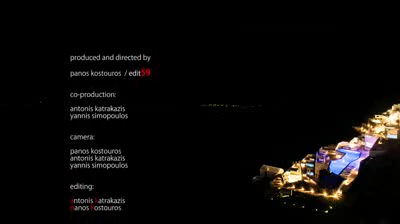 produced and directed by
panos kostouros / edit59
co-production:
antonis katrakazis
yannis simopoulos
camera:
panos kostouros
antonis katrakazis
yannis simopoulos
editing:
antonis katrakazis
panos kostouros